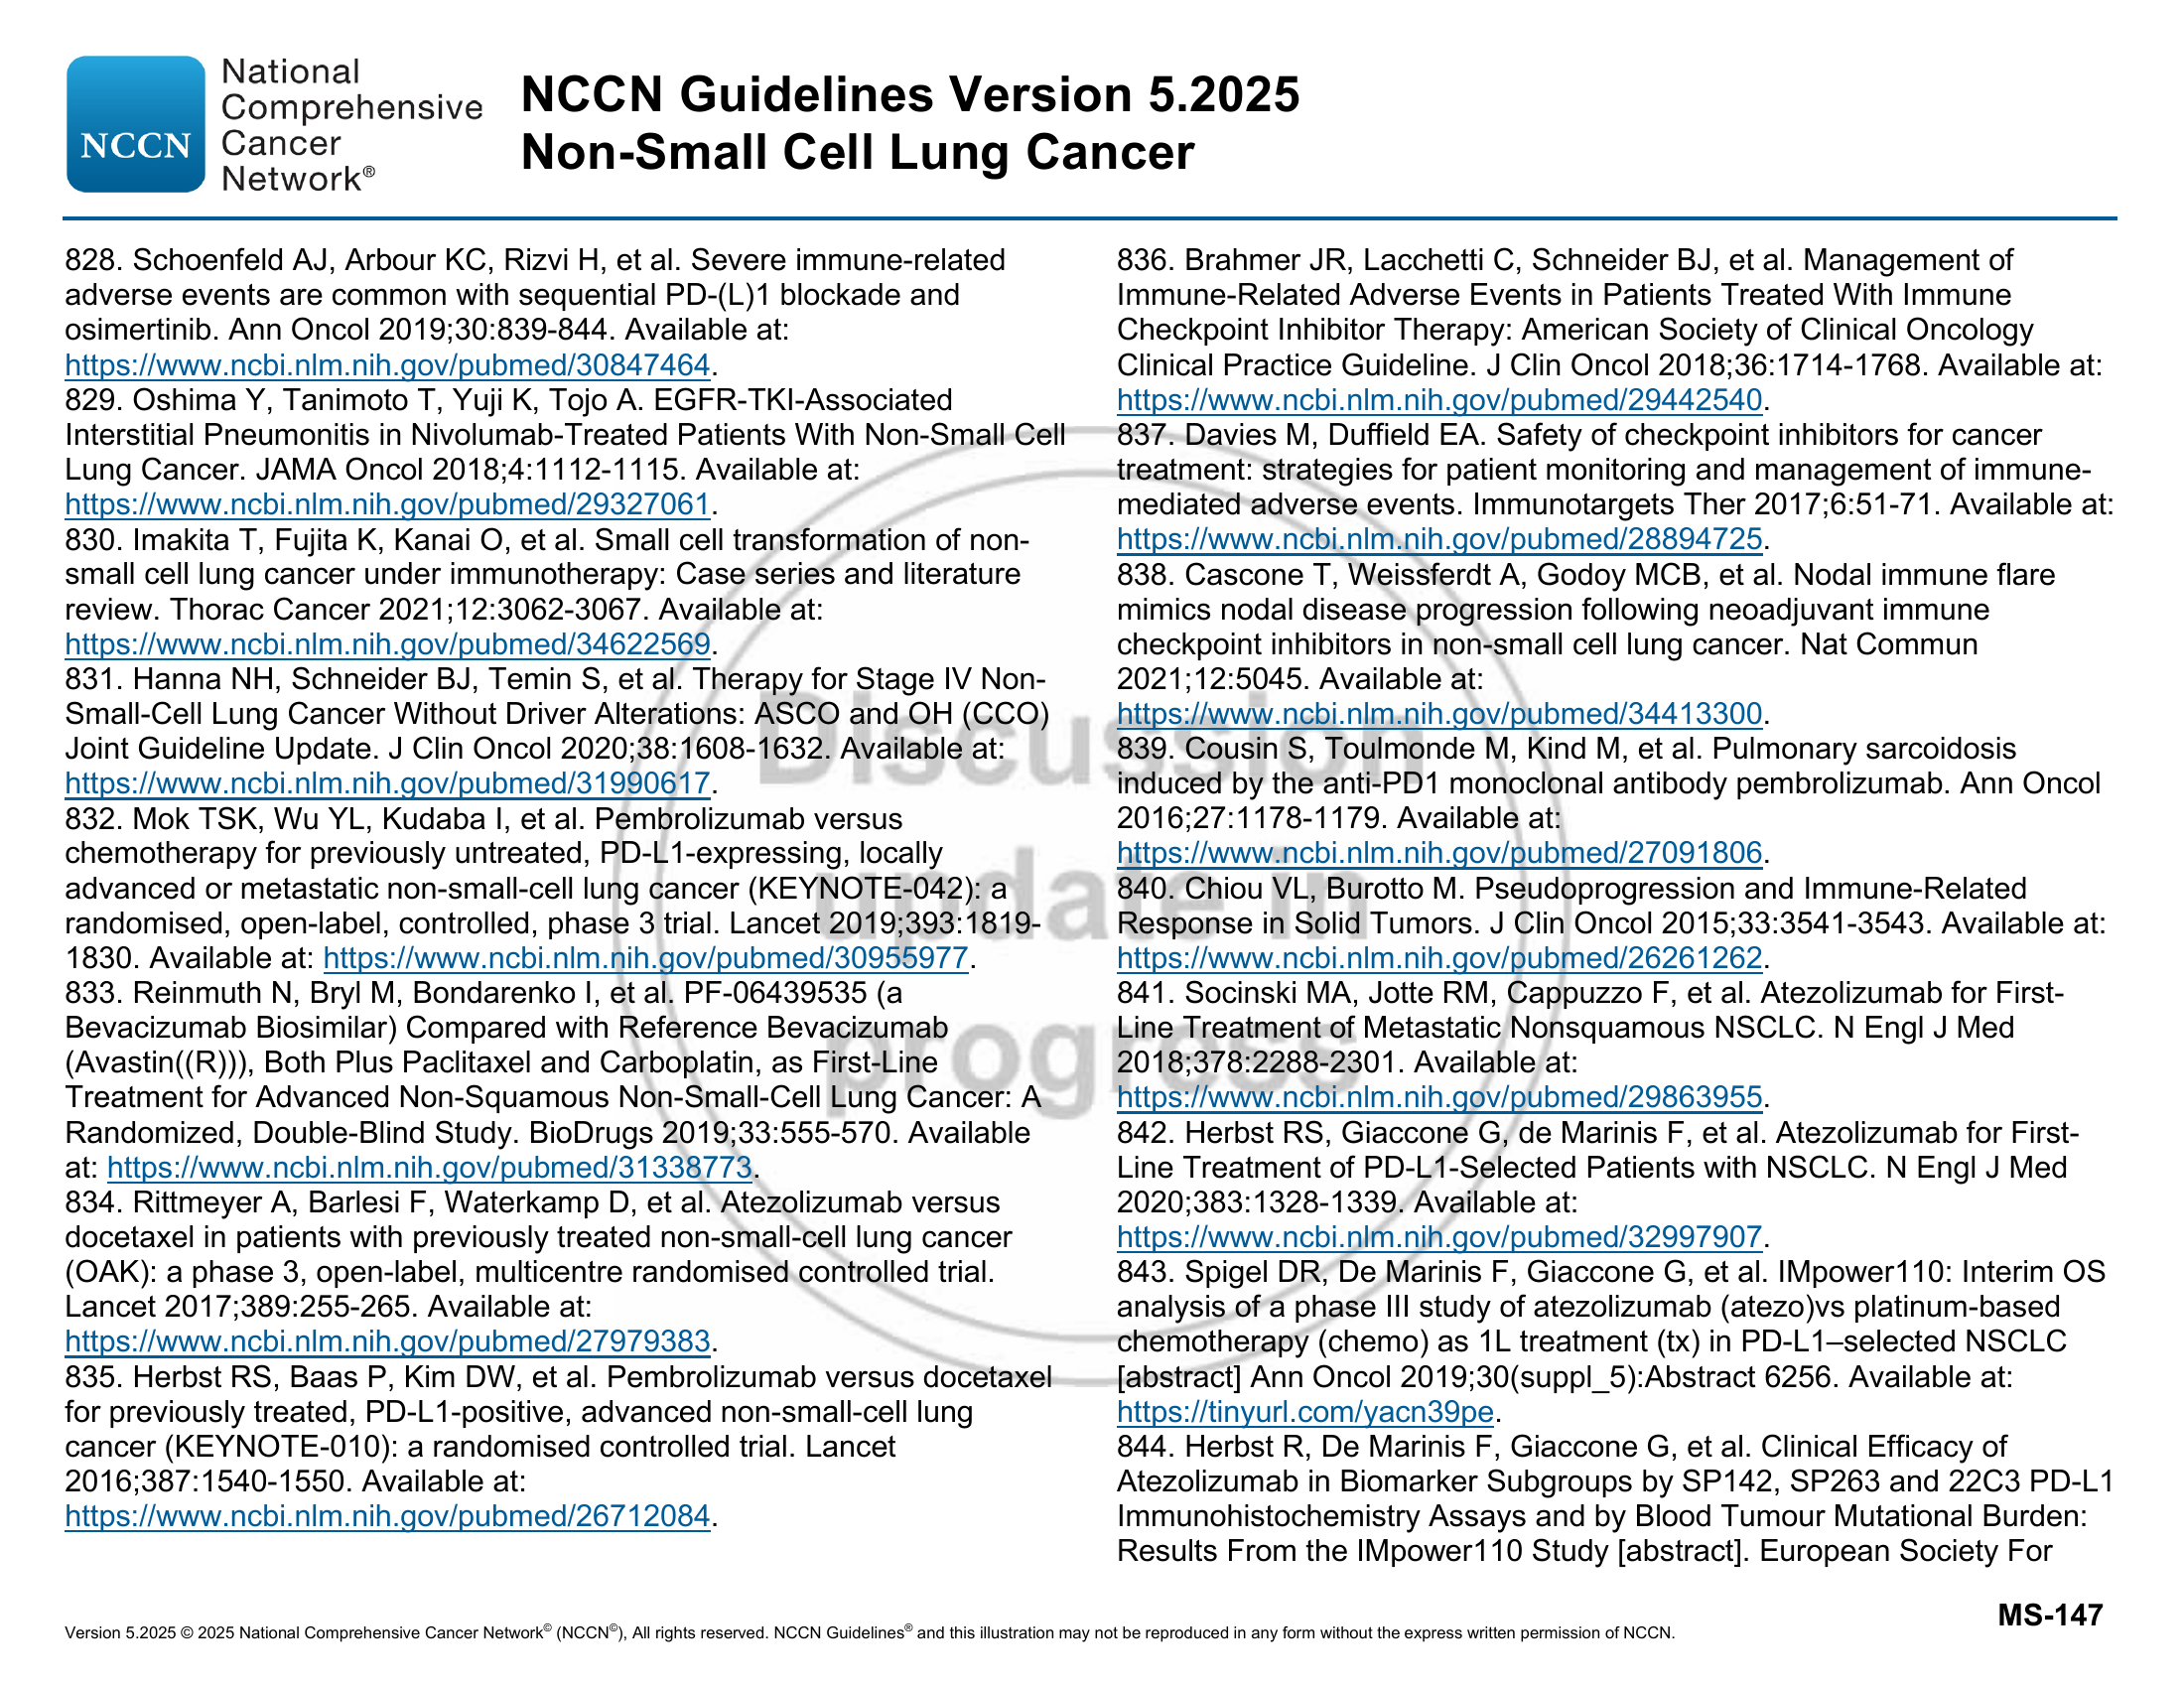 NCCN
National
Comprehensive
Cancer
Network®
NCCN Guidelines Version 5.2025
Non-Small Cell Lung Cancer
828. Schoenfeld AJ, Arbour KC, Rizvi H, et al. Severe immune-related
adverse events are common with sequential PD-(L)1 blockade and
osimertinib. Ann Oncol 2019;30:839-844. Available at:
https://www.ncbi.nlm.nih.gov/pubmed/30847464.
829. Oshima Y, Tanimoto T, Yuji K, Tojo A. EGFR-TKI-Associated
Interstitial Pneumonitis in Nivolumab-Treated Patients With Non-Small Cell
Lung Cancer. JAMA Oncol 2018;4:1112-1115. Available at:
https://www.ncbi.nlm.nih.gov/pubmed/29327061.
830. Imakita T, Fujita K, Kanai O, et al. Small cell transformation of non-
small cell lung cancer under immunotherapy: Case series and literature
review. Thorac Cancer 2021;12:3062-3067. Available at:
https://www.ncbi.nlm.nih.gov/pubmed/34622569.
831. Hanna NH, Schneider BJ, Temin S, et al. Therapy for Stage IV Non-
Small-Cell Lung Cancer Without Driver Alterations: ASCO and OH (CCO)
Joint Guideline Update. J Clin Oncol 2020;38:1608-1632. Available at:
https://www.ncbi.nlm.nih.gov/pubmed/31990617.
832. Mok TSK, Wu YL, Kudaba I, et al. Pembrolizumab versus
chemotherapy for previously untreated, PD-L1-expressing, locally
advanced or metastatic non-small-cell lung cancer (KEYNOTE-042): a
randomised, open-label, controlled, phase 3 trial. Lancet 2019;393:1819-
1830. Available at: https://www.ncbi.nlm.nih.gov/pubmed/30955977.
833. Reinmuth N, Bryl M, Bondarenko I, et al. PF-06439535 (a
Bevacizumab Biosimilar) Compared with Reference Bevacizumab
(Avastin((R))), Both Plus Paclitaxel and Carboplatin, as First-Line
Treatment for Advanced Non-Squamous Non-Small-Cell Lung Cancer: A
Randomized, Double-Blind Study. BioDrugs 2019;33:555-570. Available
at: https://www.ncbi.nlm.nih.gov/pubmed/31338773.
834. Rittmeyer A, Barlesi F, Waterkamp D, et al. Atezolizumab versus
docetaxel in patients with previously treated non-small-cell lung cancer
(OAK): a phase 3, open-label, multicentre randomised controlled trial.
Lancet 2017;389:255-265. Available at:
https://www.ncbi.nlm.nih.gov/pubmed/27979383.
835. Herbst RS, Baas P, Kim DW, et al. Pembrolizumab versus docetaxel
for previously treated, PD-L1-positive, advanced non-small-cell lung
cancer (KEYNOTE-010): a randomised controlled trial. Lancet
2016;387:1540-1550. Available at:
https://www.ncbi.nlm.nih.gov/pubmed/26712084.
836. Brahmer JR, Lacchetti C, Schneider BJ, et al. Management of
Immune-Related Adverse Events in Patients Treated With Immune
Checkpoint Inhibitor Therapy: American Society of Clinical Oncology
Clinical Practice Guideline. J Clin Oncol 2018;36:1714-1768. Available at:
https://www.ncbi.nlm.nih.gov/pubmed/29442540.
837. Davies M, Duffield EA. Safety of checkpoint inhibitors for cancer
treatment: strategies for patient monitoring and management of immune-
mediated adverse events. Immunotargets Ther 2017;6:51-71. Available at:
https://www.ncbi.nlm.nih.gov/pubmed/28894725.
838. Cascone T, Weissferdt A, Godoy MCB, et al. Nodal immune flare
mimics nodal disease progression following neoadjuvant immune
checkpoint inhibitors in non-small cell lung cancer. Nat Commun
2021;12:5045. Available at:
https://www.ncbi.nlm.nih.gov/pubmed/34413300.
839. Cousin S, Toulmonde M, Kind M, et al. Pulmonary sarcoidosis
induced by the anti-PD1 monoclonal antibody pembrolizumab. Ann Oncol
2016;27:1178-1179. Available at:
https://www.ncbi.nlm.nih.gov/pubmed/27091806.
840. Chiou VL, Burotto M. Pseudoprogression and Immune-Related
Response in Solid Tumors. J Clin Oncol 2015;33:3541-3543. Available at:
https://www.ncbi.nlm.nih.gov/pubmed/26261262.
841. Socinski MA, Jotte RM, Cappuzzo F, et al. Atezolizumab for First-
Line Treatment of Metastatic Nonsquamous NSCLC. N Engl J Med
2018;378:2288-2301. Available at:
https://www.ncbi.nlm.nih.gov/pubmed/29863955.
842. Herbst RS, Giaccone G, de Marinis F, et al. Atezolizumab for First-
Line Treatment of PD-L1-Selected Patients with NSCLC. N Engl J Med
2020;383:1328-1339. Available at:
https://www.ncbi.nlm.nih.gov/pubmed/32997907.
843. Spigel DR, De Marinis F, Giaccone G, et al. IMpower110: Interim OS
analysis of a phase III study of atezolizumab (atezo)vs platinum-based
chemotherapy (chemo) as 1L treatment (tx) in PD-L1–selected NSCLC
[abstract] Ann Oncol 2019;30(suppl_5):Abstract 6256. Available at:
https://tinyurl.com/yacn39pe.
844. Herbst R, De Marinis F, Giaccone G, et al. Clinical Efficacy of
Atezolizumab in Biomarker Subgroups by SP142, SP263 and 22C3 PD-L1
Immunohistochemistry Assays and by Blood Tumour Mutational Burden:
Results From the IMpower110 Study [abstract]. European Society For
Discussion
update in
progress
MS-147
Version 5.2025 © 2025 National Comprehensive Cancer Network© (NCCN©), All rights reserved. NCCN Guidelines® and this illustration may not be reproduced in any form without the express written permission of NCCN.